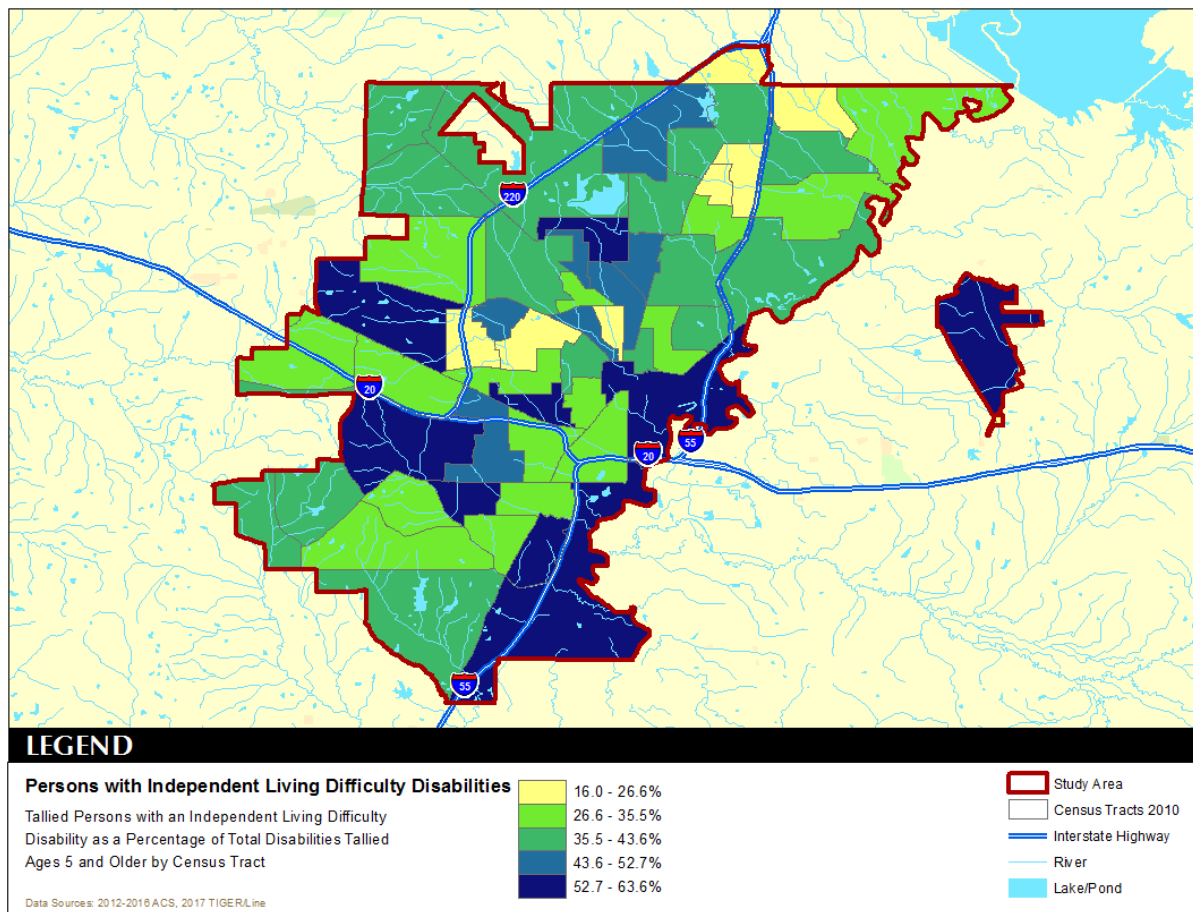 220
20
20
55
55
LEGEND
Persons with Independent Living Difficulty Disabilities
Tallied Persons with an Independent Living Difficulty
Disability as a Percentage of Total Disabilities Tallied
Ages 5 and Older by Census Tract
Data Sources: 2012-2016 ACS, 2017 TIGER/Line
16.0 - 26.6%
26.6 - 35.5%
35.5 - 43.6%
43.6 - 52.7%
52.7 - 63.6%
Study Area
Census Tracts 2010
Interstate Highway
River
Lake/Pond